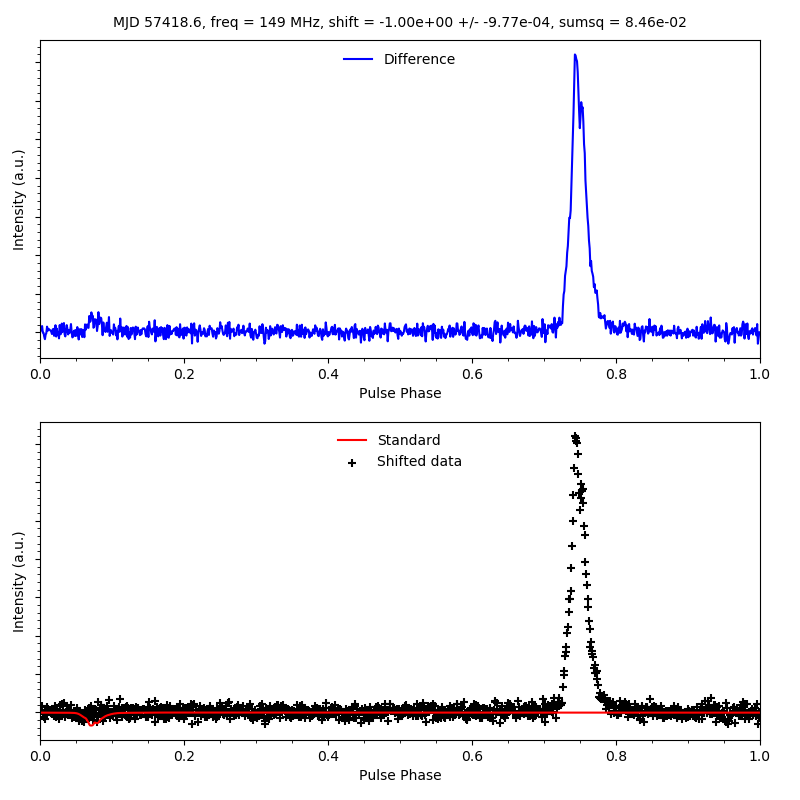 MJD 57418.6, freq = 149 MHz, shift = -1.00e+00 +/- -9.77e-04, sumsq = 8.46e-02
Difference
Intensity (a.u.)
0.0 0.2 0.4 0.6 0.8 1.0
Pulse Phase
Standard
Shifted data
Intensity (a.u.)
0.0 0.2 0.4 0.6 0.8 1.0
Pulse Phase